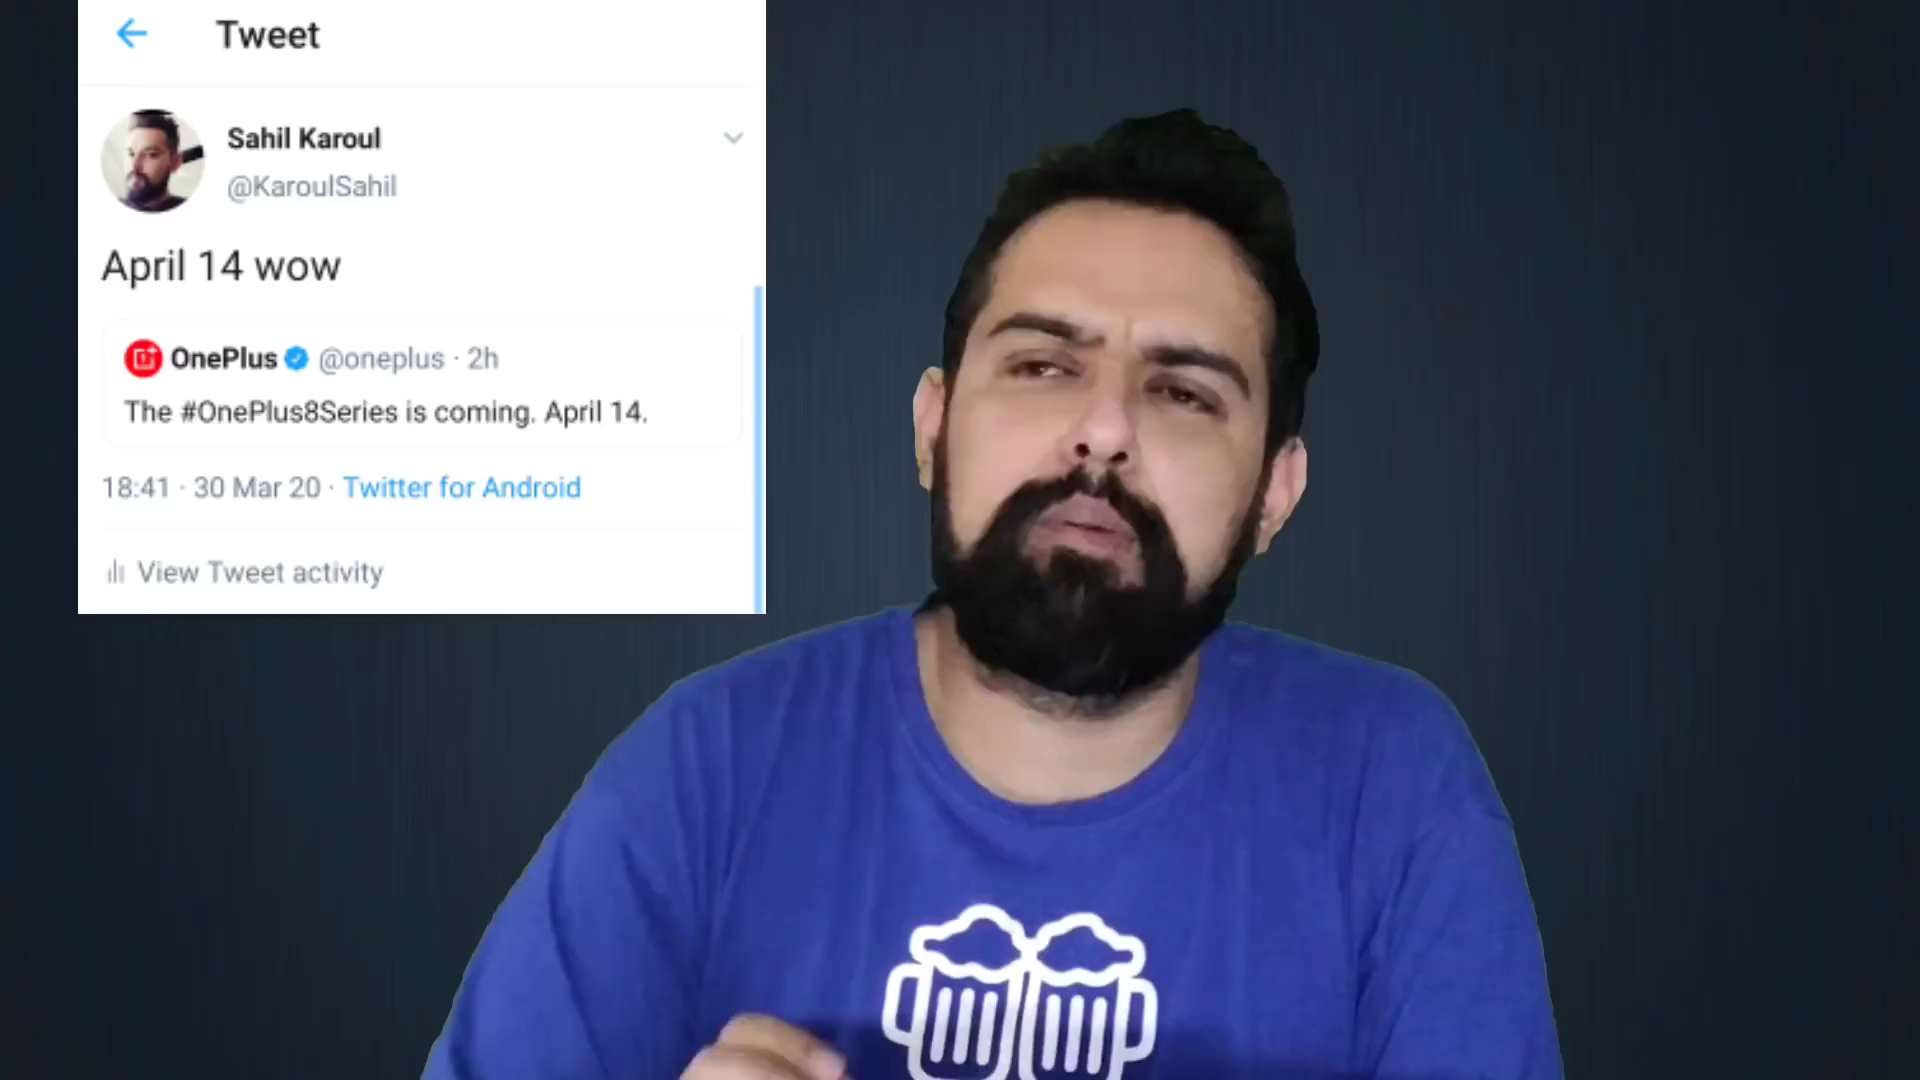 Tweet
Sahil Karoul
@KaroulSahil
April 14 wow
OnePlus @oneplus · 2h
The #OnePlus8Series is coming. April 14.
18:41 · 30 Mar 20 · Twitter for Android
View Tweet activity